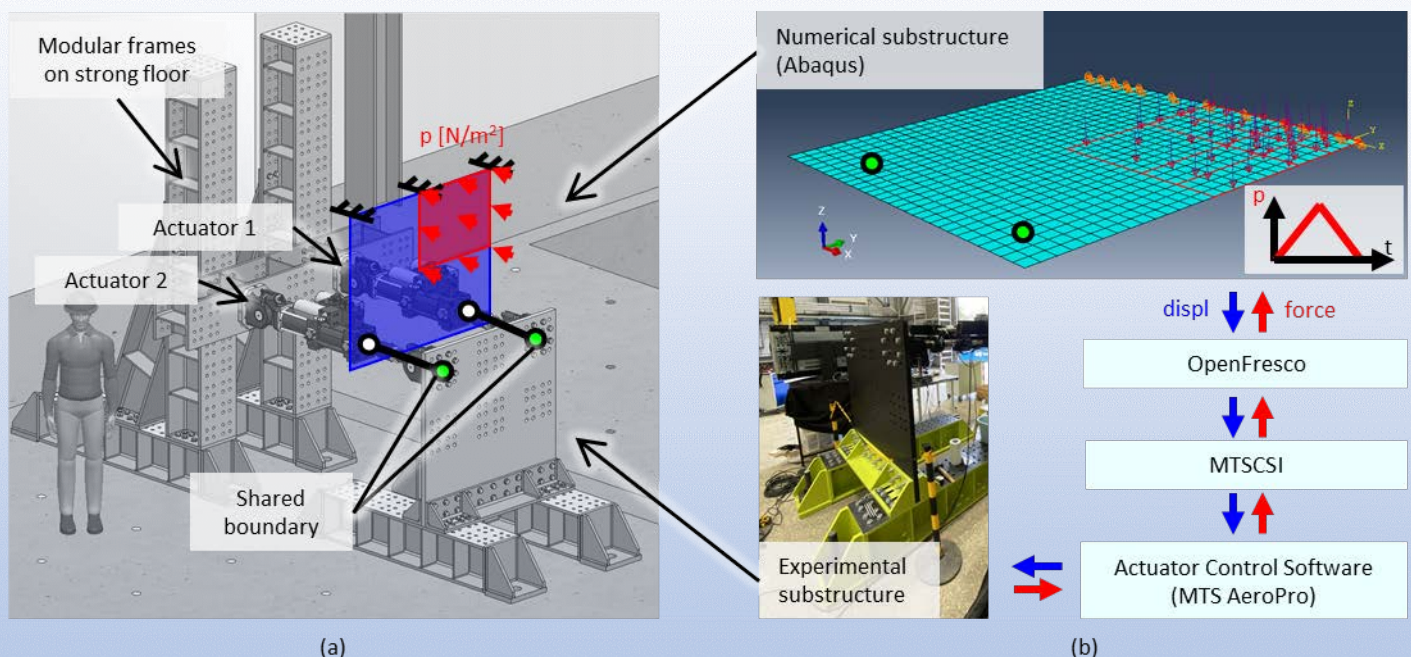 Modular frames
on strong floor
p [N/m²]
Actuator 1
Actuator 2
Shared
boundary
(a)
Numerical substructure
(Abaqus)
Z
Y
X
z
Y
X
p
t
displ
force
OpenFresco
MTSCSI
Experimental
substructure
Actuator Control Software
(MTS AeroPro)
(b)